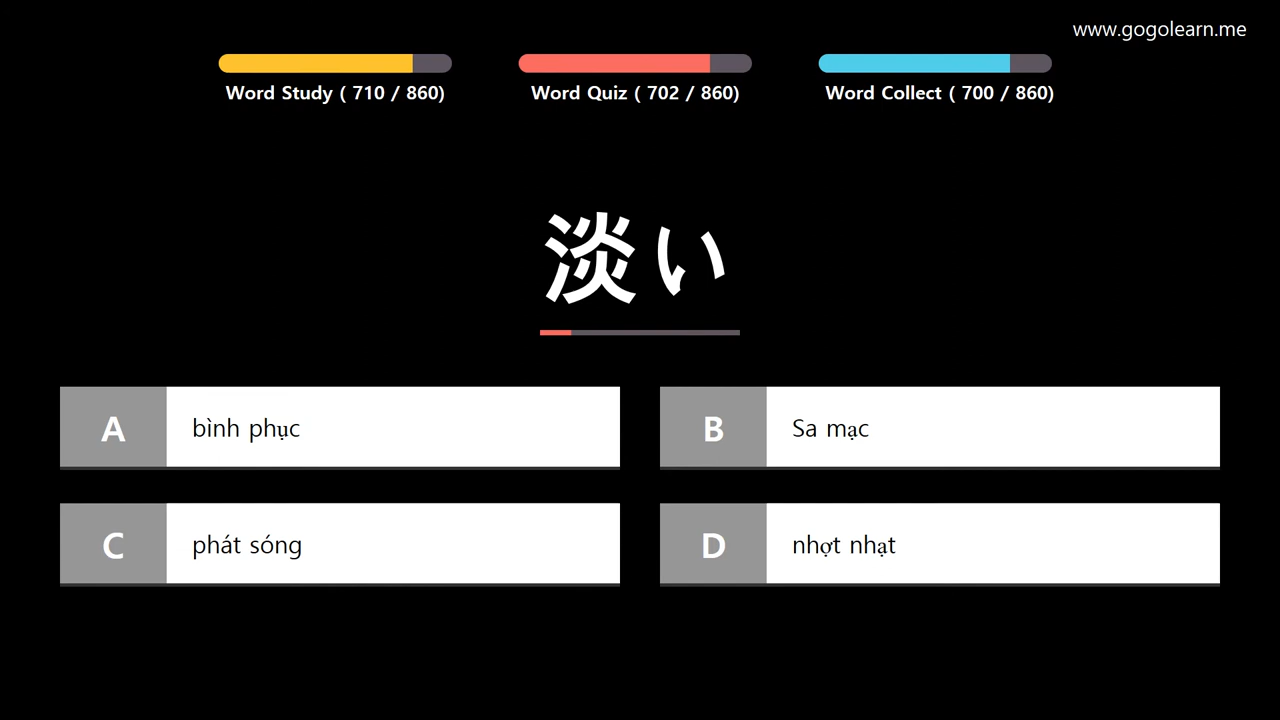 www.gogolearn.me
Word Study ( 710 / 860)
Word Quiz ( 702 / 860)
Word Collect ( 700 / 860)
淡い
A bình phục
B Sa mạc
C phát sóng
D nhợt nhạt